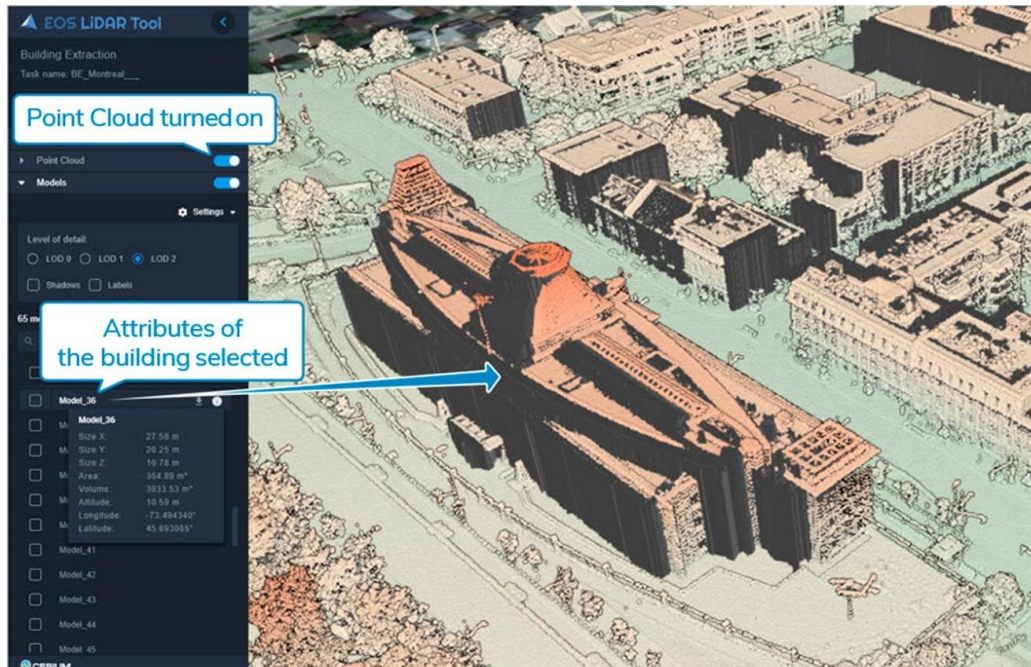 EOS LiDAR Tool
Building Extraction
Task name: BE_Montreal___
Point Cloud turned on
Point Cloud
Models
Settings
Level of detail:
LOD 0 LOD 1 LOD 2
Shadows Labels
Attributes of
the building selected
Model_36
Model_36
Size X: 27.58 m
Size Y: 20.25 m
Size Z: 10.78 m
Area: 364.89 m²
Volume: 3933.53 m³
Altitude: 10.59 m
Longitude: -73.494340°
Latitude: 45.693085°
Model_41
Model_42
Model_43
Model_44
Model_45
CESIUM